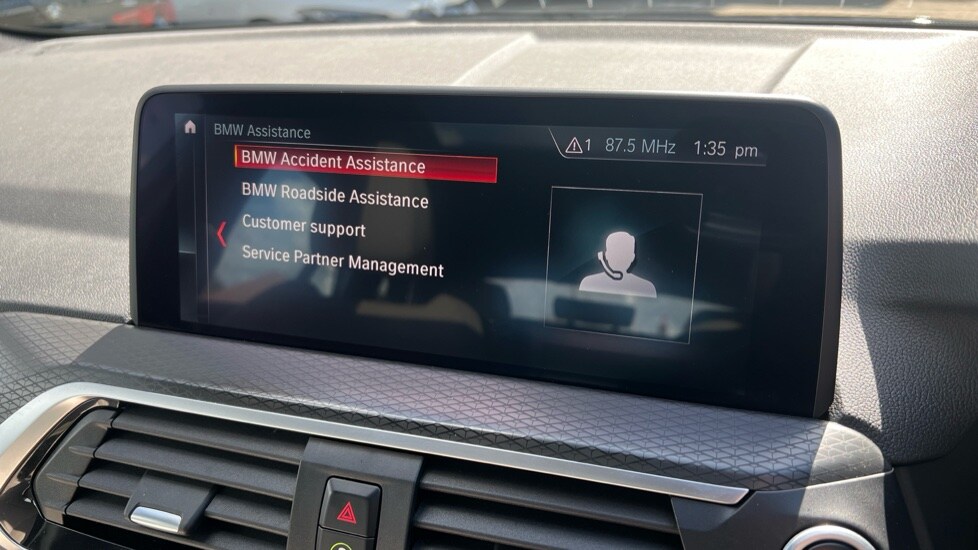 BMW Assistance
1 87.5 MHz 1:35 pm
BMW Accident Assistance
BMW Roadside Assistance
Customer support
Service Partner Management